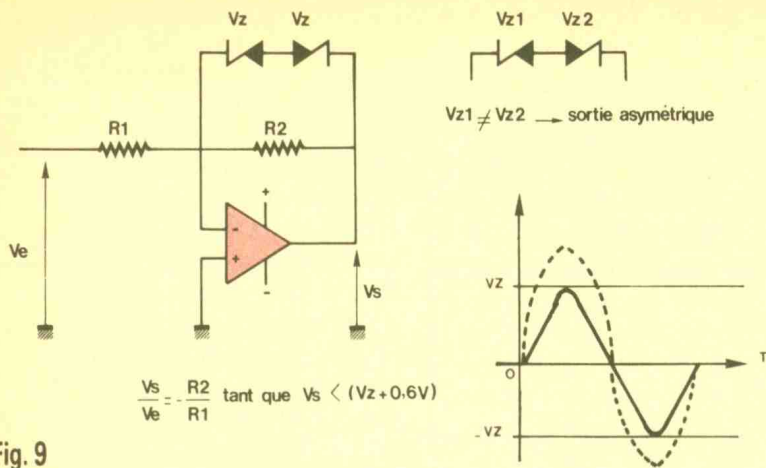 Vz Vz
R1
R2
Ve
-
+
+
-
Vs
Vs/Ve = - R2/R1 tant que Vs < (Vz + 0,6V)
Fig. 9
Vz1 Vz2
Vz1 ≠ Vz2 → sortie asymétrique
VZ
O
T
-VZ